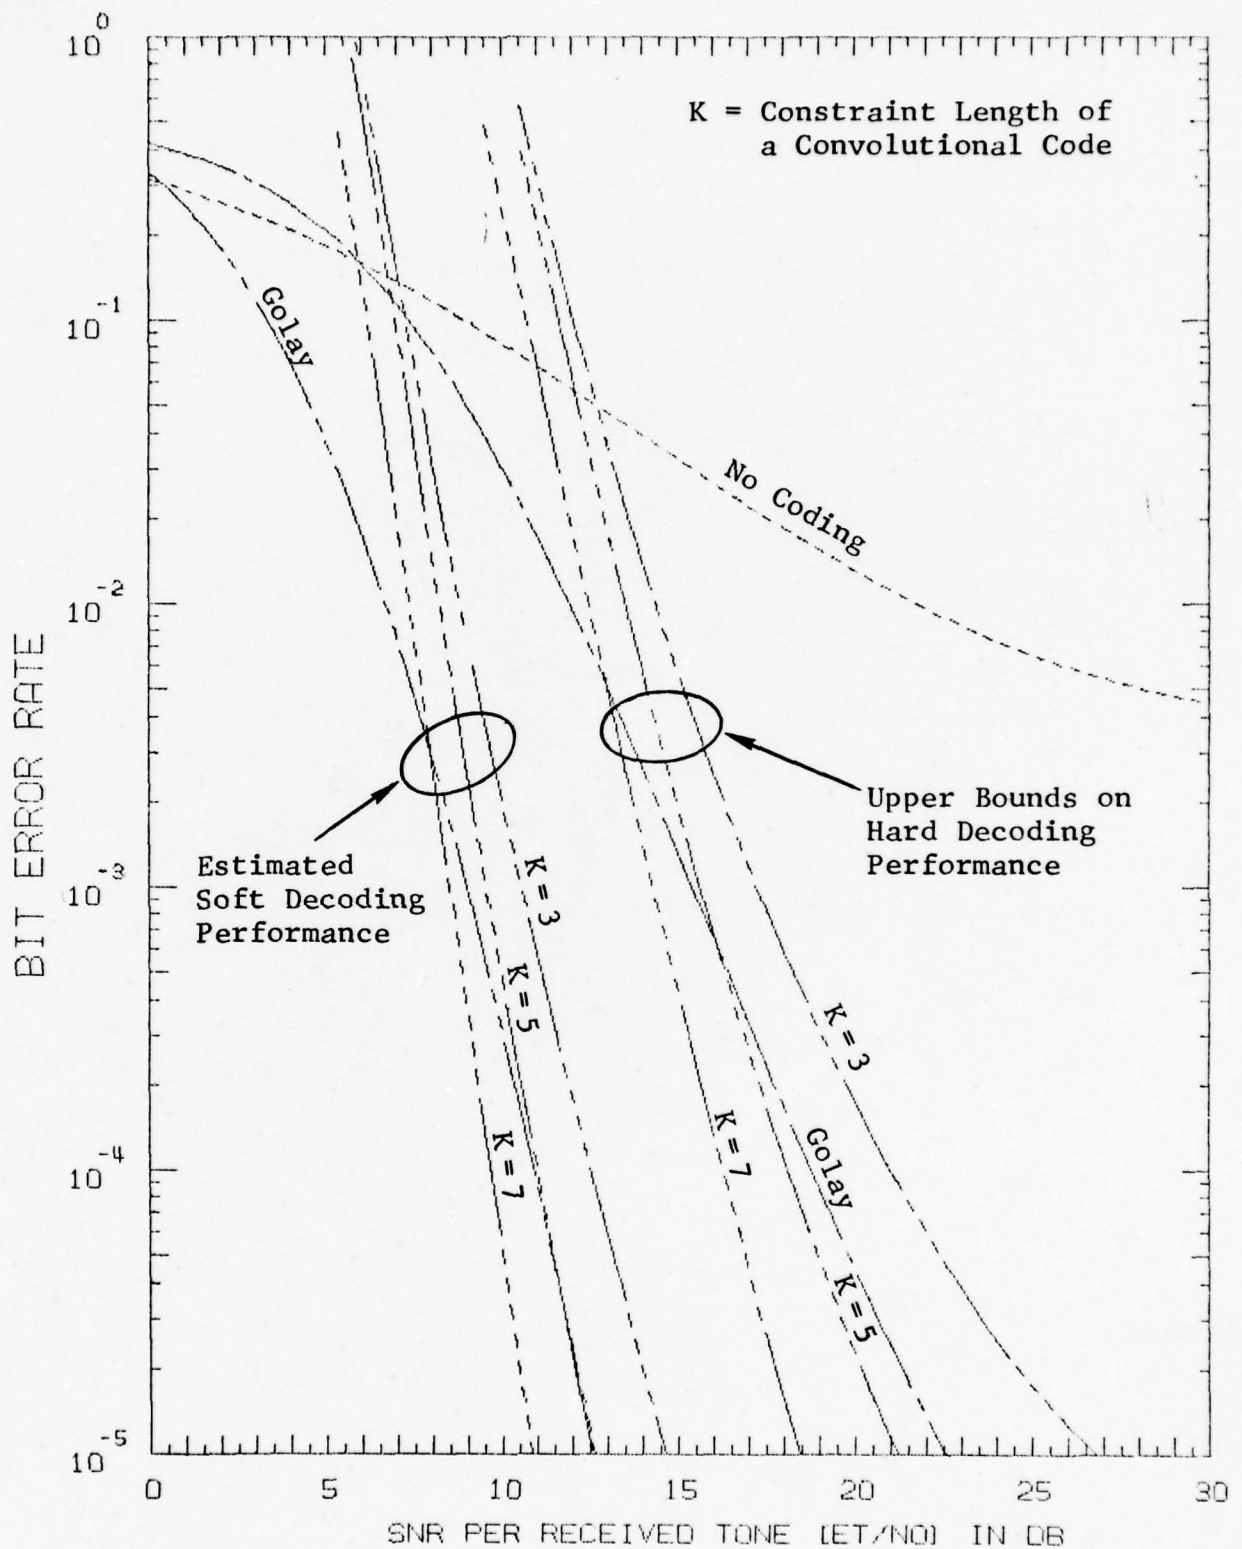 10^0
K = Constraint Length of
a Convolutional Code
Golay
10^-1
No Coding
10^-2
BIT ERROR RATE
Upper Bounds on
Hard Decoding
Performance
Estimated
Soft Decoding
Performance
10^-3
K=3
K=5
K=3
K=7
K=7
Golay
10^-4
K=5
10^-5
0 5 10 15 20 25 30
SNR PER RECEIVED TONE [ET/NO] IN DB